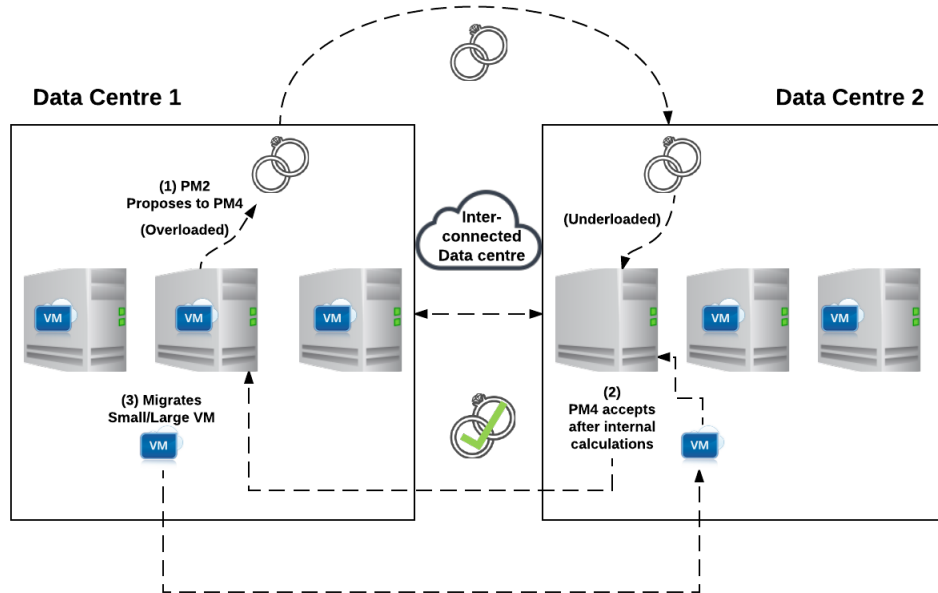 Data Centre 1
Data Centre 2
(1) PM2
Proposes to PM4
(Overloaded)
Inter-
connected
Data centre
(Underloaded)
VM
VM
VM
VM
VM
(3) Migrates
Small/Large VM
VM
(2)
PM4 accepts
after internal
calculations
VM